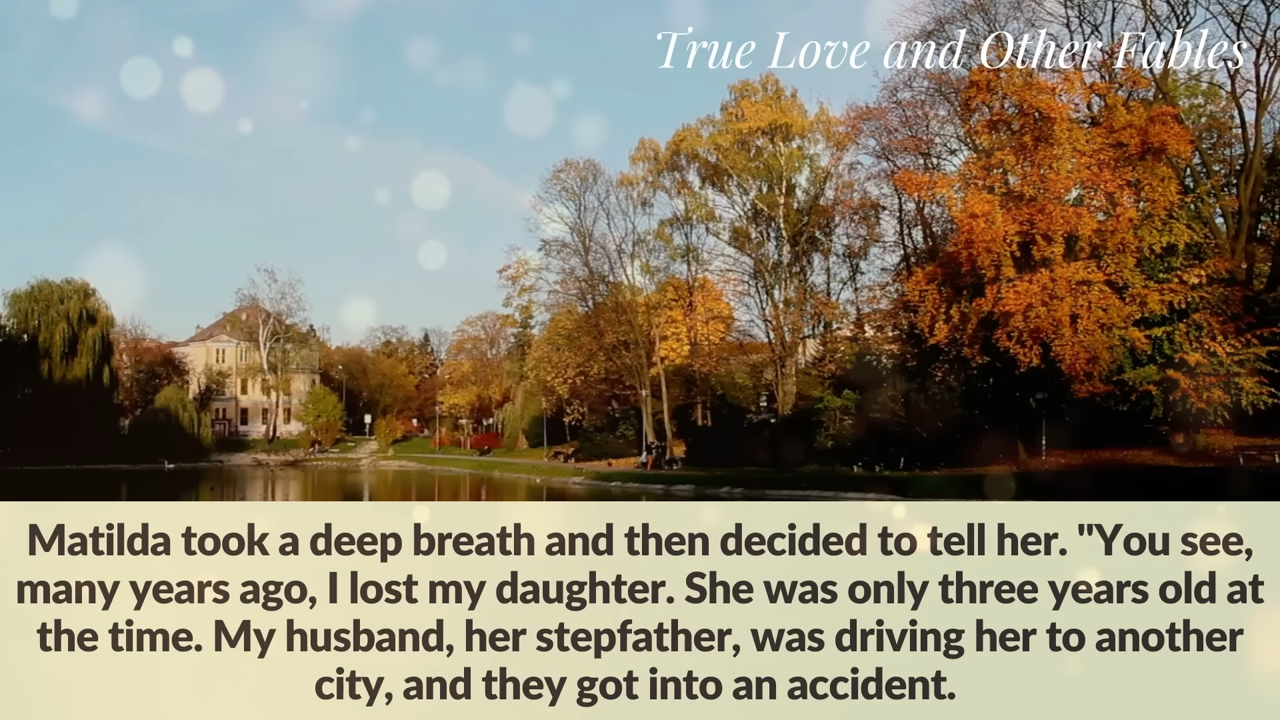 True Love and Other Fables
Matilda took a deep breath and then decided to tell her. "You see,
many years ago, I lost my daughter. She was only three years old at
the time. My husband, her stepfather, was driving her to another
city, and they got into an accident.